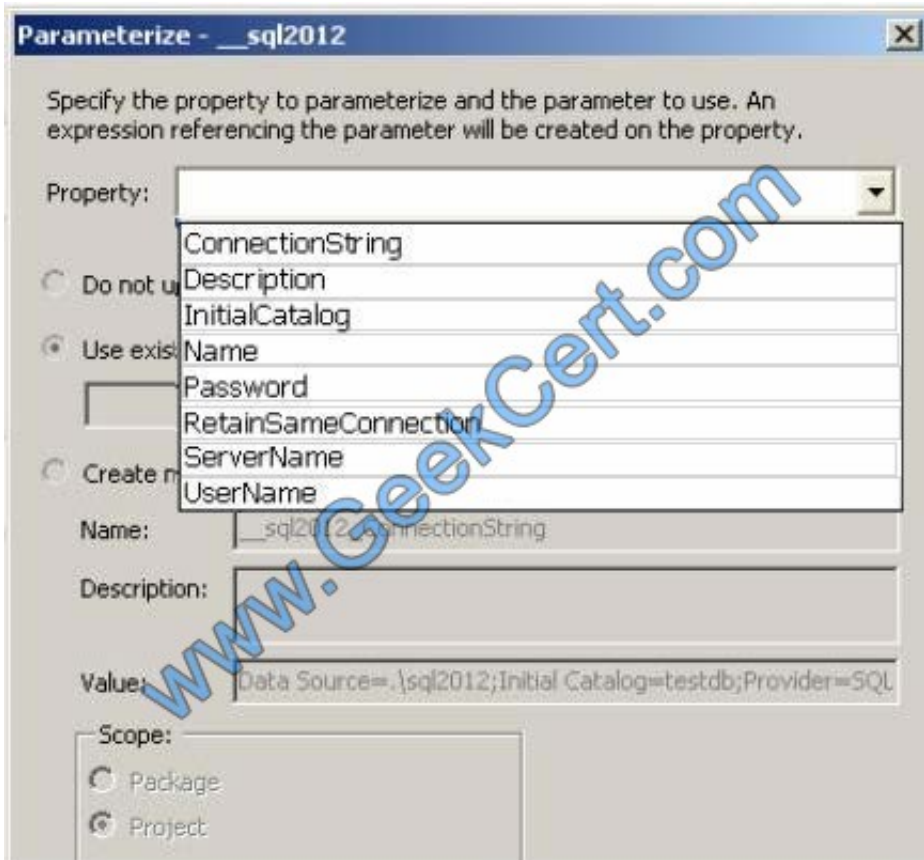 Parameterize - __sql2012
Specify the property to parameterize and the parameter to use. An
expression referencing the parameter will be created on the property.
Property:
ConnectionString
Do not u
Description
InitialCatalog
Use exis
Name
Password
RetainSameConnection
Create n
ServerName
UserName
Name: __sql2012_ConnectionString
Description:
Value: Data Source=.\sql2012;Initial Catalog=testdb;Provider=SQL
Scope:
Package
Project
www.GeekCert.com